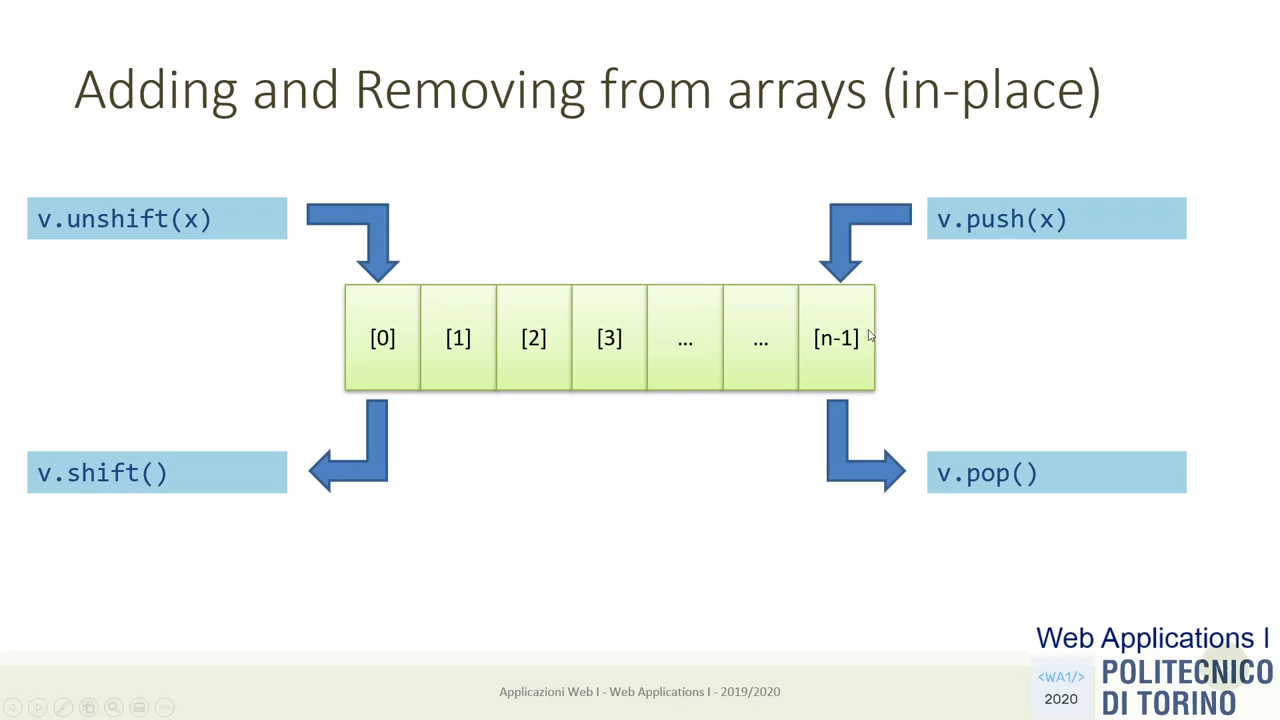 Adding and Removing from arrays (in-place)
v.unshift(x)
v.push(x)
[0] [1] [2] [3] ... ... [n-1]
v.shift()
v.pop()
Web Applications I
Applicazioni Web I - Web Applications I - 2019/2020
<WA1/>
2020
POLITECNICO
DI TORINO